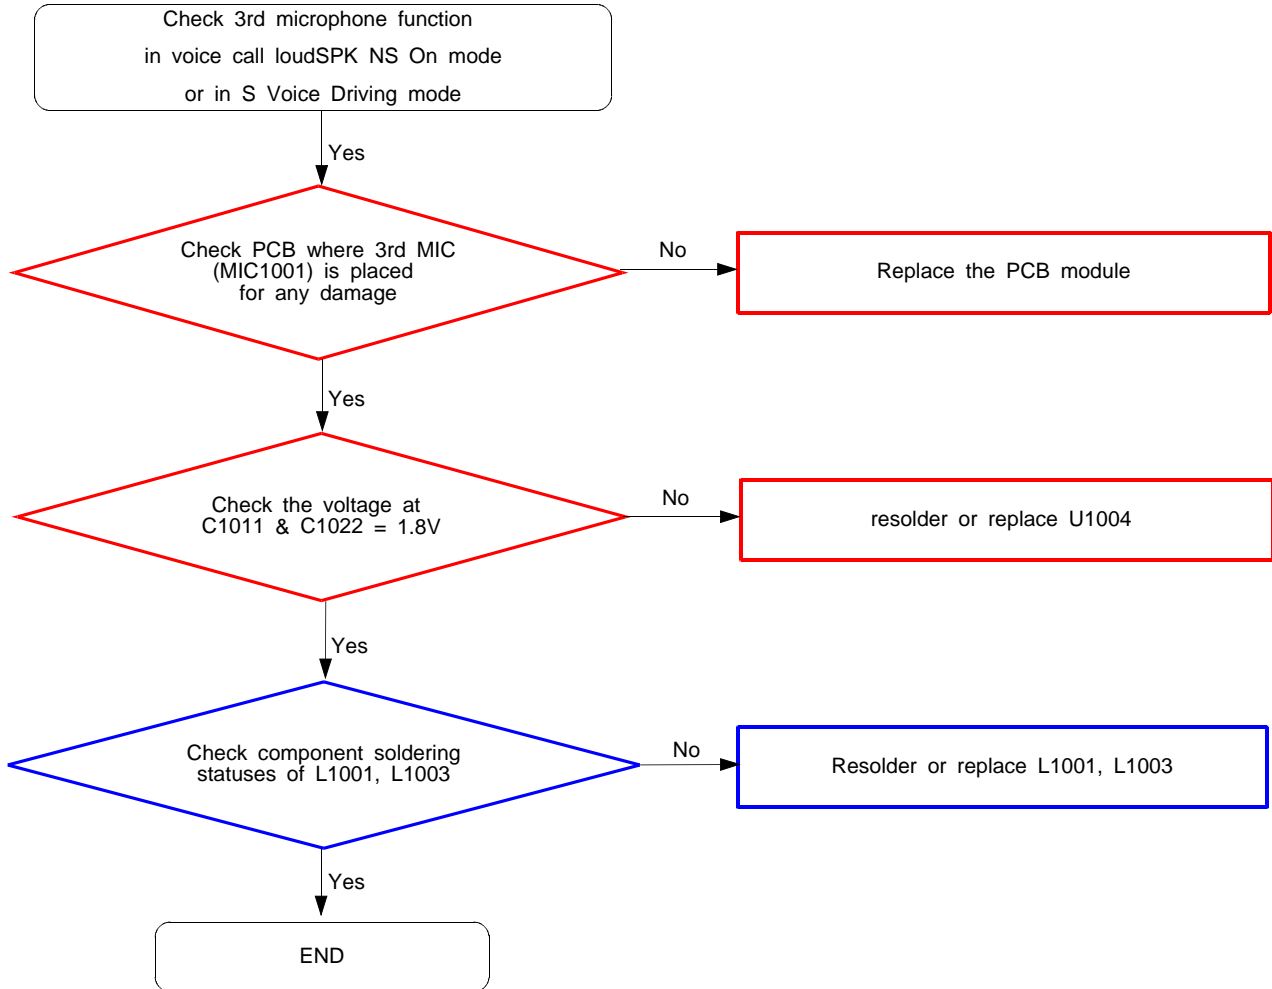 Check 3rd microphone function
in voice call loudSPK NS On mode
or in S Voice Driving mode
Yes
Check PCB where 3rd MIC
(MIC1001) is placed
for any damage
No
Replace the PCB module
Yes
Check the voltage at
C1011 & C1022 = 1.8V
No
resolder or replace U1004
Yes
Check component soldering
statuses of L1001, L1003
No
Resolder or replace L1001, L1003
Yes
END